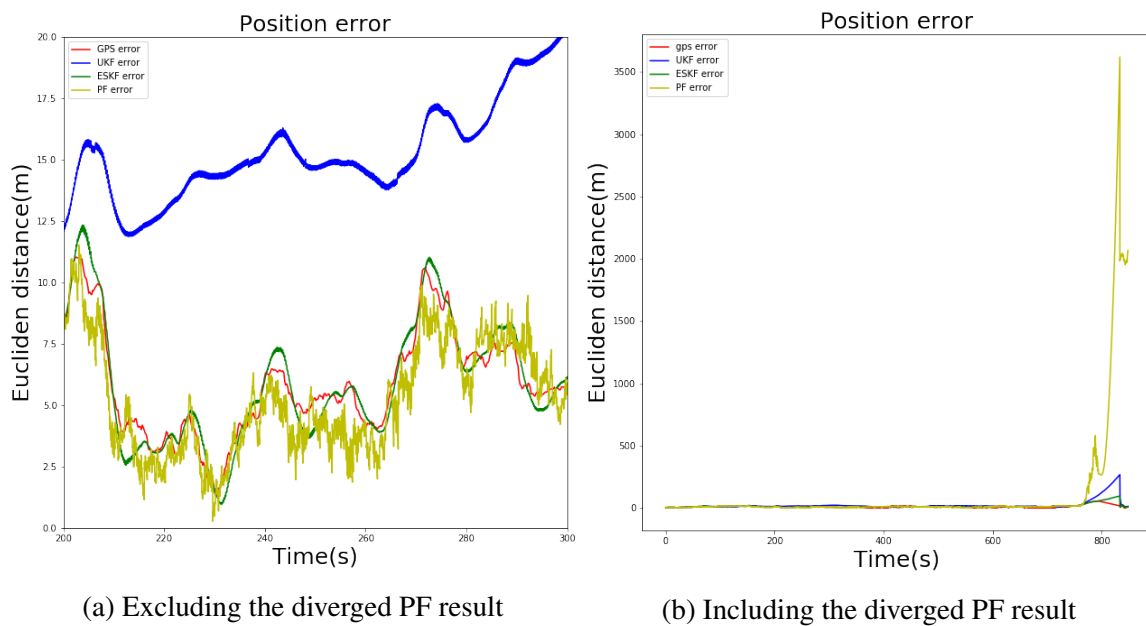 Position error
20.0
17.5
15.0
12.5
10.0
7.5
5.0
2.5
0.0
GPS error
UKF error
ESKF error
PF error
Eucliden distance(m)
200
220
240
260
280
300
Time(s)
(a) Excluding the diverged PF result
Position error
3500
3000
2500
2000
1500
1000
500
0
gps error
UKF error
ESKF error
PF error
Eucliden distance(m)
0
200
400
600
800
Time(s)
(b) Including the diverged PF result